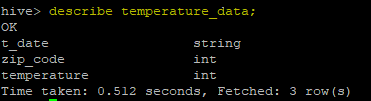 hive> describe temperature_data;
OK
t_date                  string
zip_code                int
temperature             int
Time taken: 0.512 seconds, Fetched: 3 row(s)